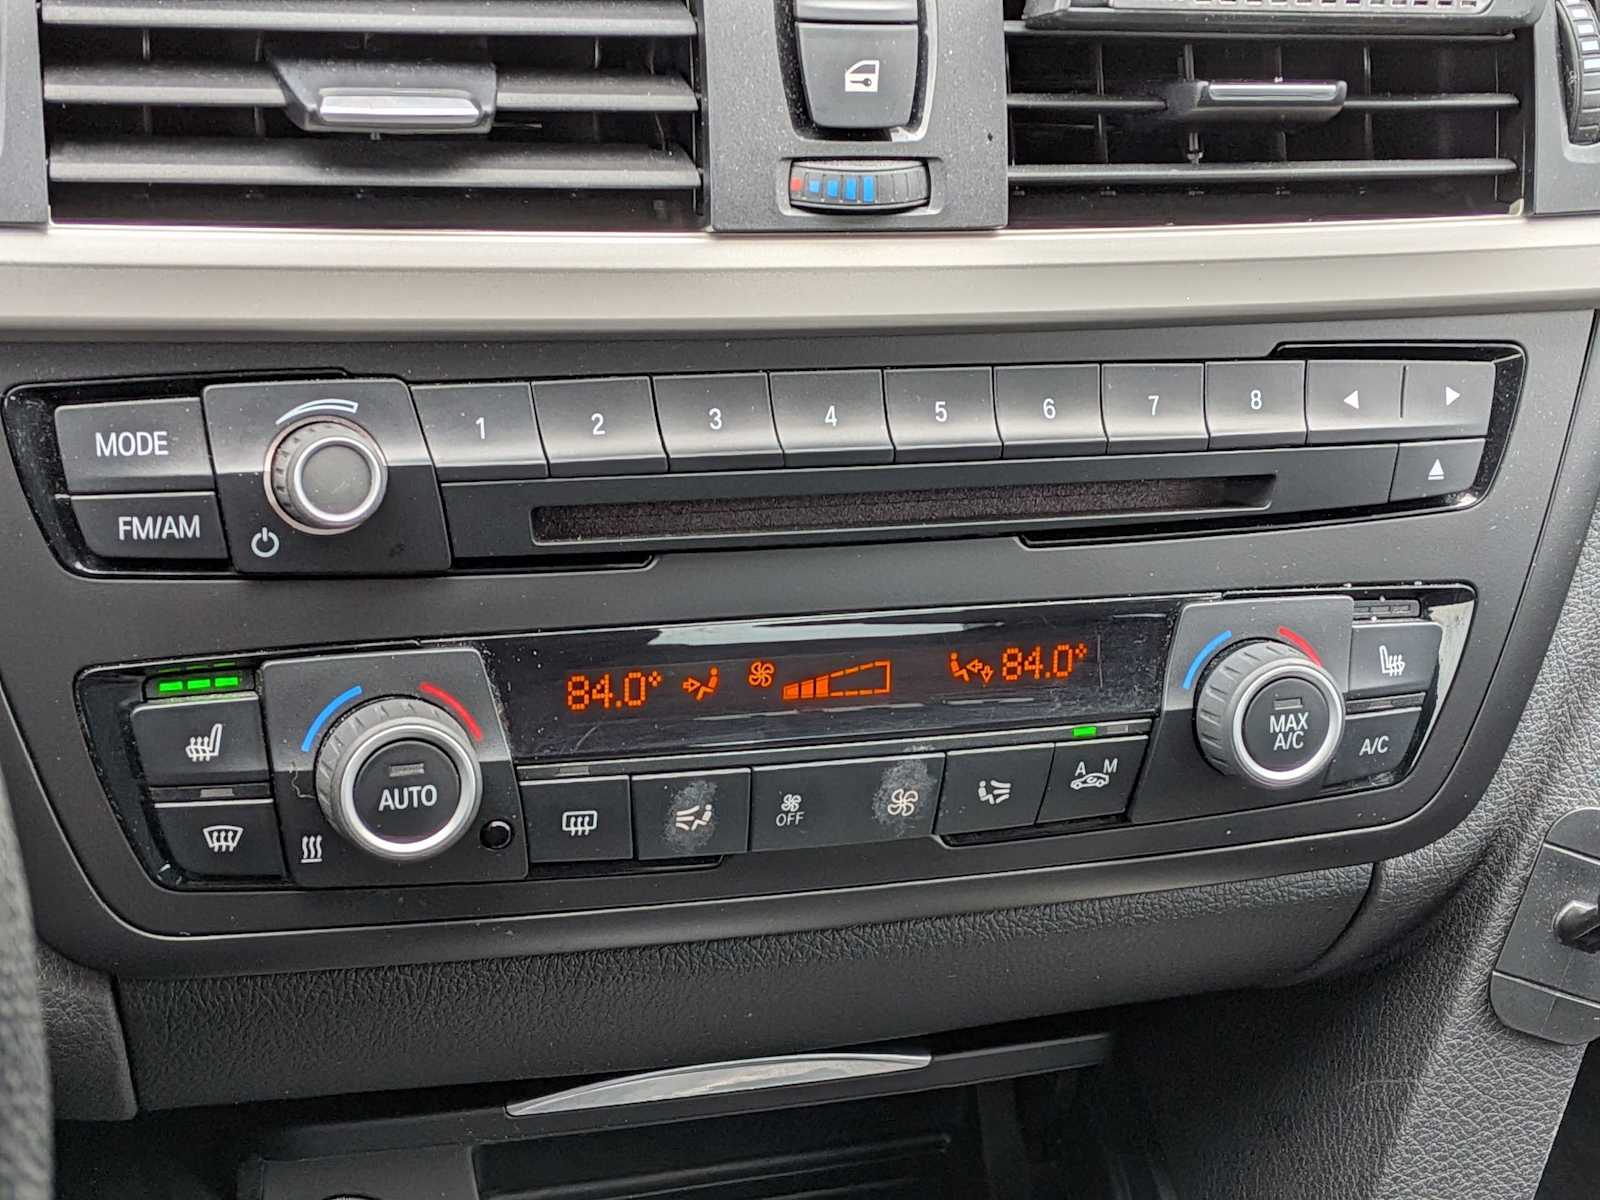 MODE
1 2 3 4 5 6 7 8
FM/AM
84.0° 84.0°
AUTO
OFF
A M
MAX
A/C
A/C